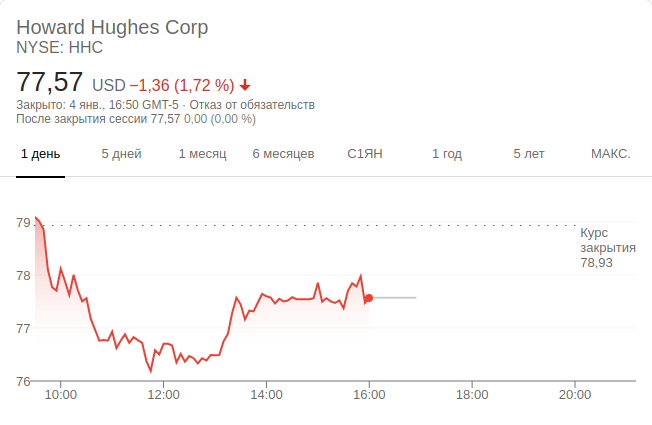 Howard Hughes Corp
NYSE: HHC
77,57 USD −1,36 (1,72 %)
Закрыто: 4 янв., 16:50 GMT-5 · Отказ от обязательств
После закрытия сессии 77,57 0,00 (0,00 %)
1 день 5 дней 1 месяц 6 месяцев С1ЯН 1 год 5 лет МАКС.
79
Курс
закрытия
78,93
78
77
76
10:00 12:00 14:00 16:00 18:00 20:00